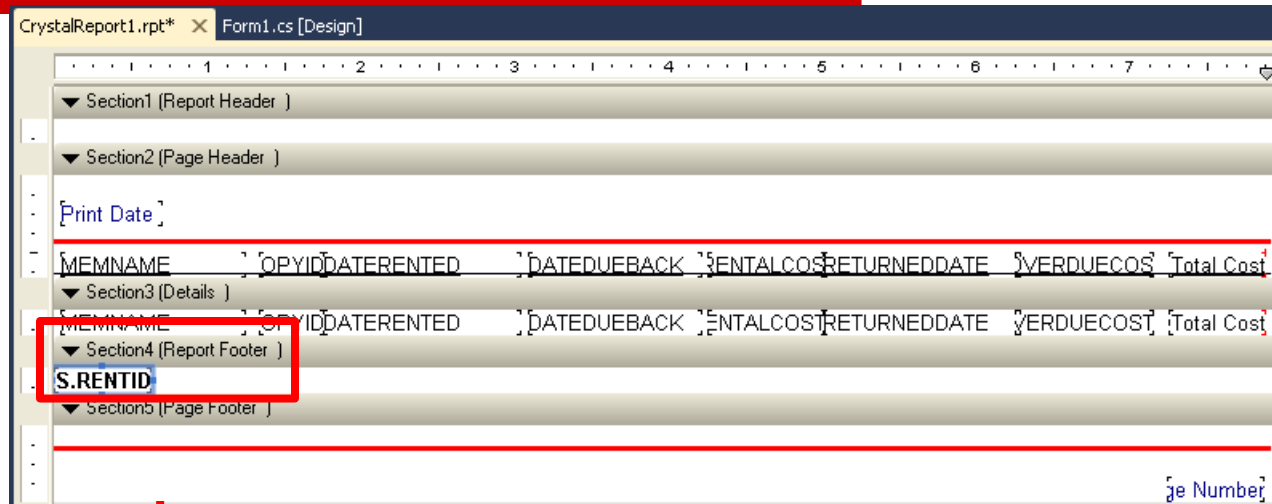 CrystalReport1.rpt* X Form1.cs [Design]
1 2 3 4 5 6 7
Section1 (Report Header )
Section2 (Page Header )
Print Date
MEMNAME OPYID DATERENTED DATEDUEBACK RENTALCOS RETURNEDDATE OVERDUECOS Total Cost
Section3 (Details )
MEMNAME OPYID DATERENTED DATEDUEBACK ENTALCOST RETURNEDDATE VERDUECOST Total Cost
Section4 (Report Footer )
S.RENTID
Section5 (Page Footer )
ge Number